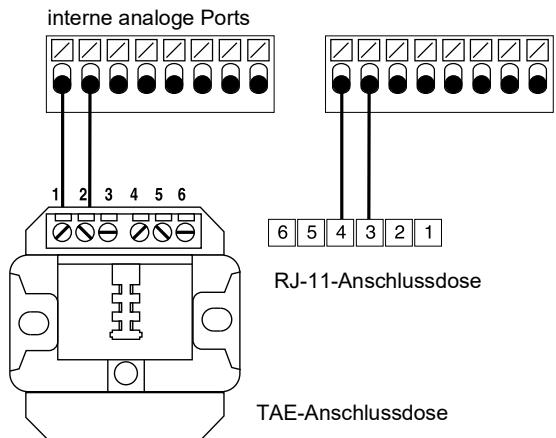 interne analoge Ports
1 2 3 4 5 6
6 5 4 3 2 1
RJ-11-Anschlussdose
TAE-Anschlussdose